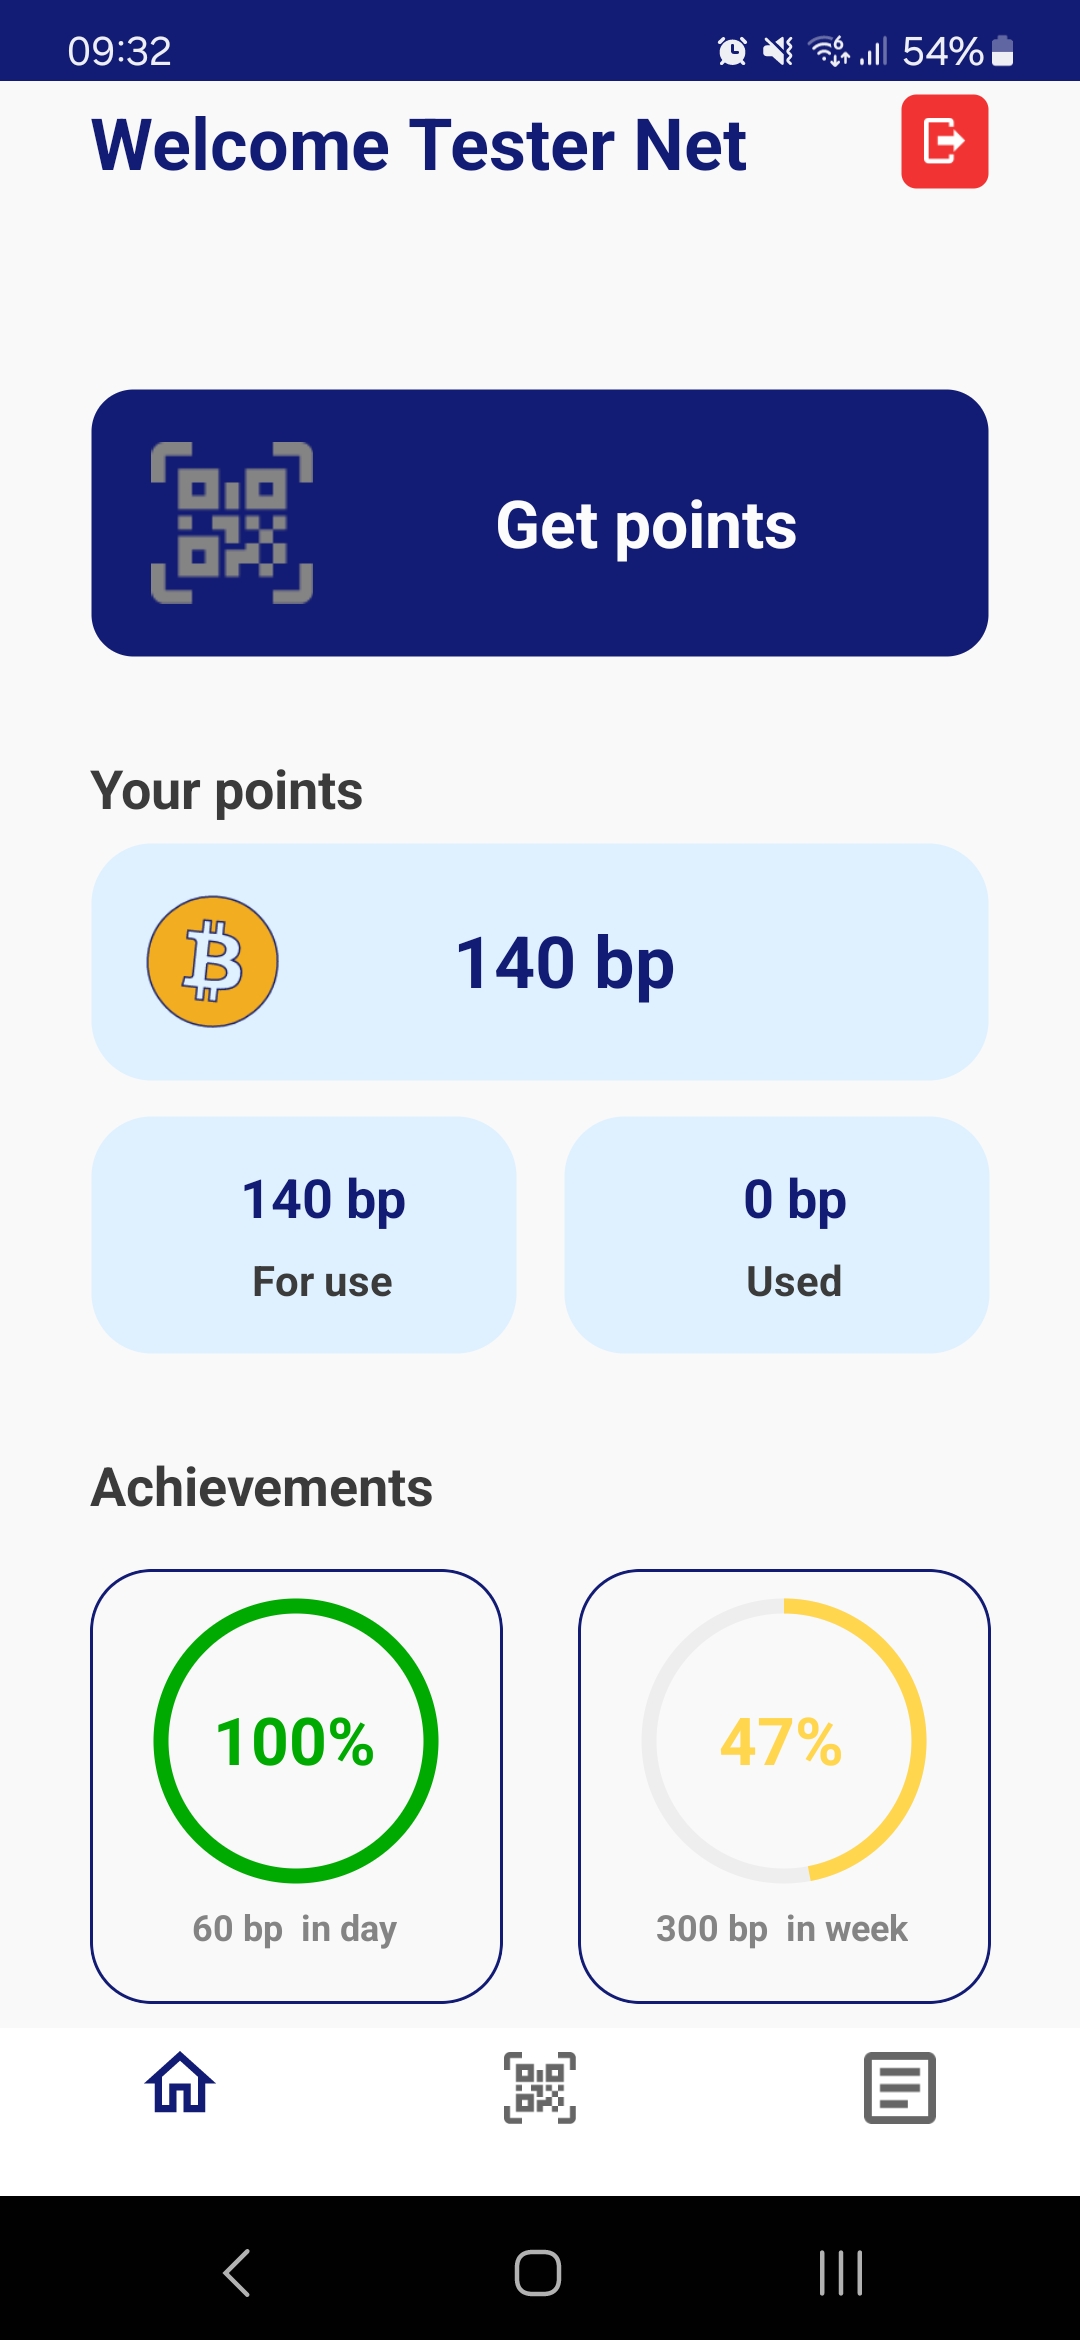 09:32
54%
Welcome Tester Net
Get points
Your points
140 bp
140 bp
For use
0 bp
Used
Achievements
100%
60 bp  in day
47%
300 bp  in week